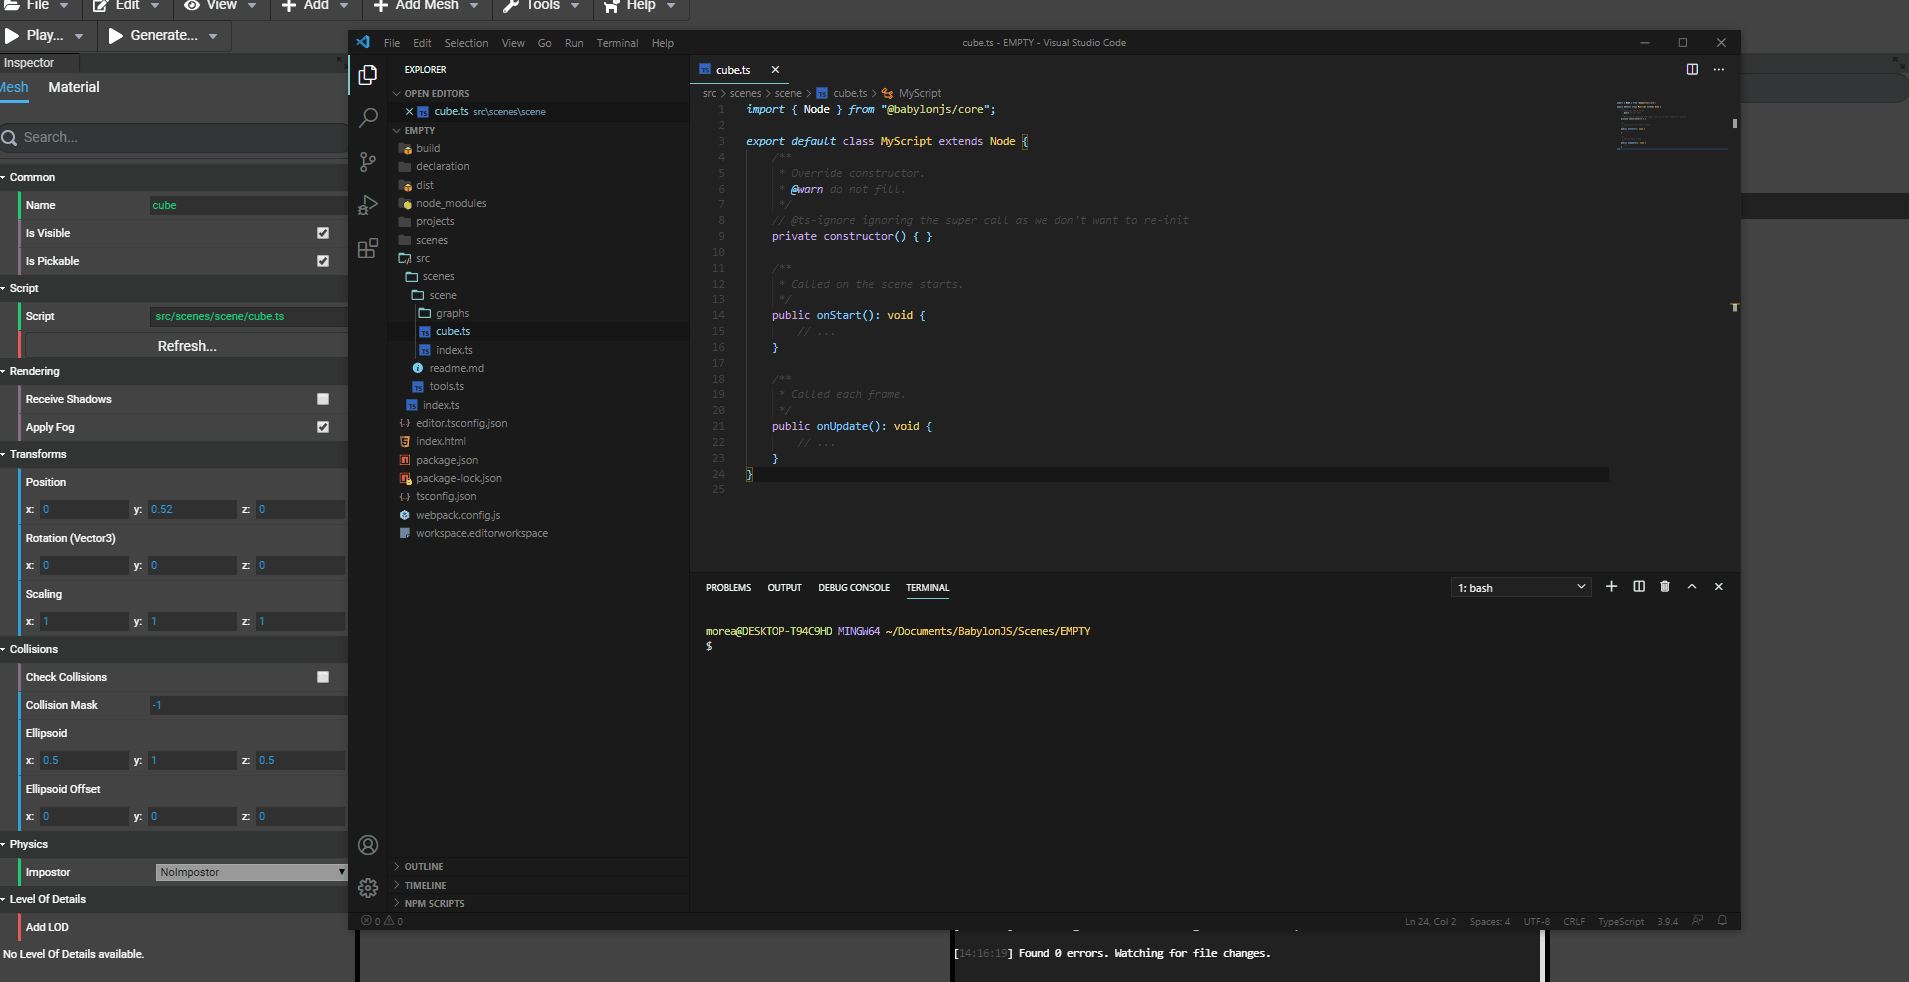 File Edit View Add Add Mesh Tools Help
Play... Generate...
Inspector
Mesh Material
Search...
Common
Name cube
Is Visible
Is Pickable
Script
Script src/scenes/scene/cube.ts
Refresh...
Rendering
Receive Shadows
Apply Fog
Transforms
Position
x: 0 y: 0.52 z: 0
Rotation (Vector3)
x: 0 y: 0 z: 0
Scaling
x: 1 y: 1 z: 1
Collisions
Check Collisions
Collision Mask -1
Ellipsoid
x: 0.5 y: 1 z: 0.5
Ellipsoid Offset
x: 0 y: 0 z: 0
Physics
Impostor NoImpostor
Level Of Details
Add LOD
No Level Of Details available.
File Edit Selection View Go Run Terminal Help
cube.ts - EMPTY - Visual Studio Code
EXPLORER
OPEN EDITORS
TS cube.ts src\scenes\scene
EMPTY
build
declaration
dist
node_modules
projects
scenes
src
scenes
scene
graphs
TS cube.ts
TS index.ts
readme.md
TS tools.ts
TS index.ts
{··} editor.tsconfig.json
index.html
package.json
package-lock.json
{··} tsconfig.json
webpack.config.js
workspace.editorworkspace
OUTLINE
TIMELINE
NPM SCRIPTS
TS cube.ts
src > scenes > scene > TS cube.ts > MyScript
1 import { Node } from "@babylonjs/core";
2
3 export default class MyScript extends Node {
4 /**
5 * Override constructor.
6 * @warn do not fill.
7 */
8 // @ts-ignore ignoring the super call as we don't want to re-init
9 private constructor() { }
10
11 /**
12 * Called on the scene starts.
13 */
14 public onStart(): void {
15 // ...
16 }
17
18 /**
19 * Called each frame.
20 */
21 public onUpdate(): void {
22 // ...
23 }
24 }
25
PROBLEMS OUTPUT DEBUG CONSOLE TERMINAL
1: bash
morea@DESKTOP-T94C9HD MINGW64 ~/Documents/BabylonJS/Scenes/EMPTY
$
0 0
Ln 24, Col 2 Spaces: 4 UTF-8 CRLF TypeScript 3.9.4
[14:16:19] Found 0 errors. Watching for file changes.